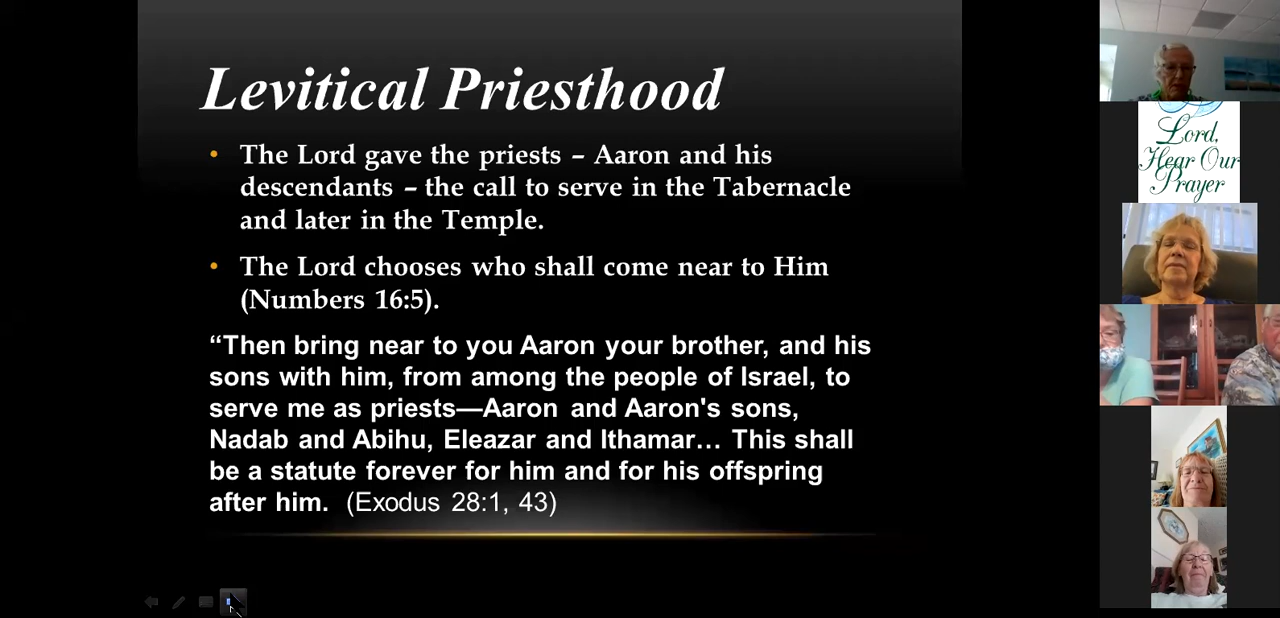 Levitical Priesthood
• The Lord gave the priests – Aaron and his
descendants – the call to serve in the Tabernacle
and later in the Temple.
• The Lord chooses who shall come near to Him
(Numbers 16:5).
“Then bring near to you Aaron your brother, and his
sons with him, from among the people of Israel, to
serve me as priests—Aaron and Aaron's sons,
Nadab and Abihu, Eleazar and Ithamar… This shall
be a statute forever for him and for his offspring
after him. (Exodus 28:1, 43)
Lord,
Hear Our
Prayer